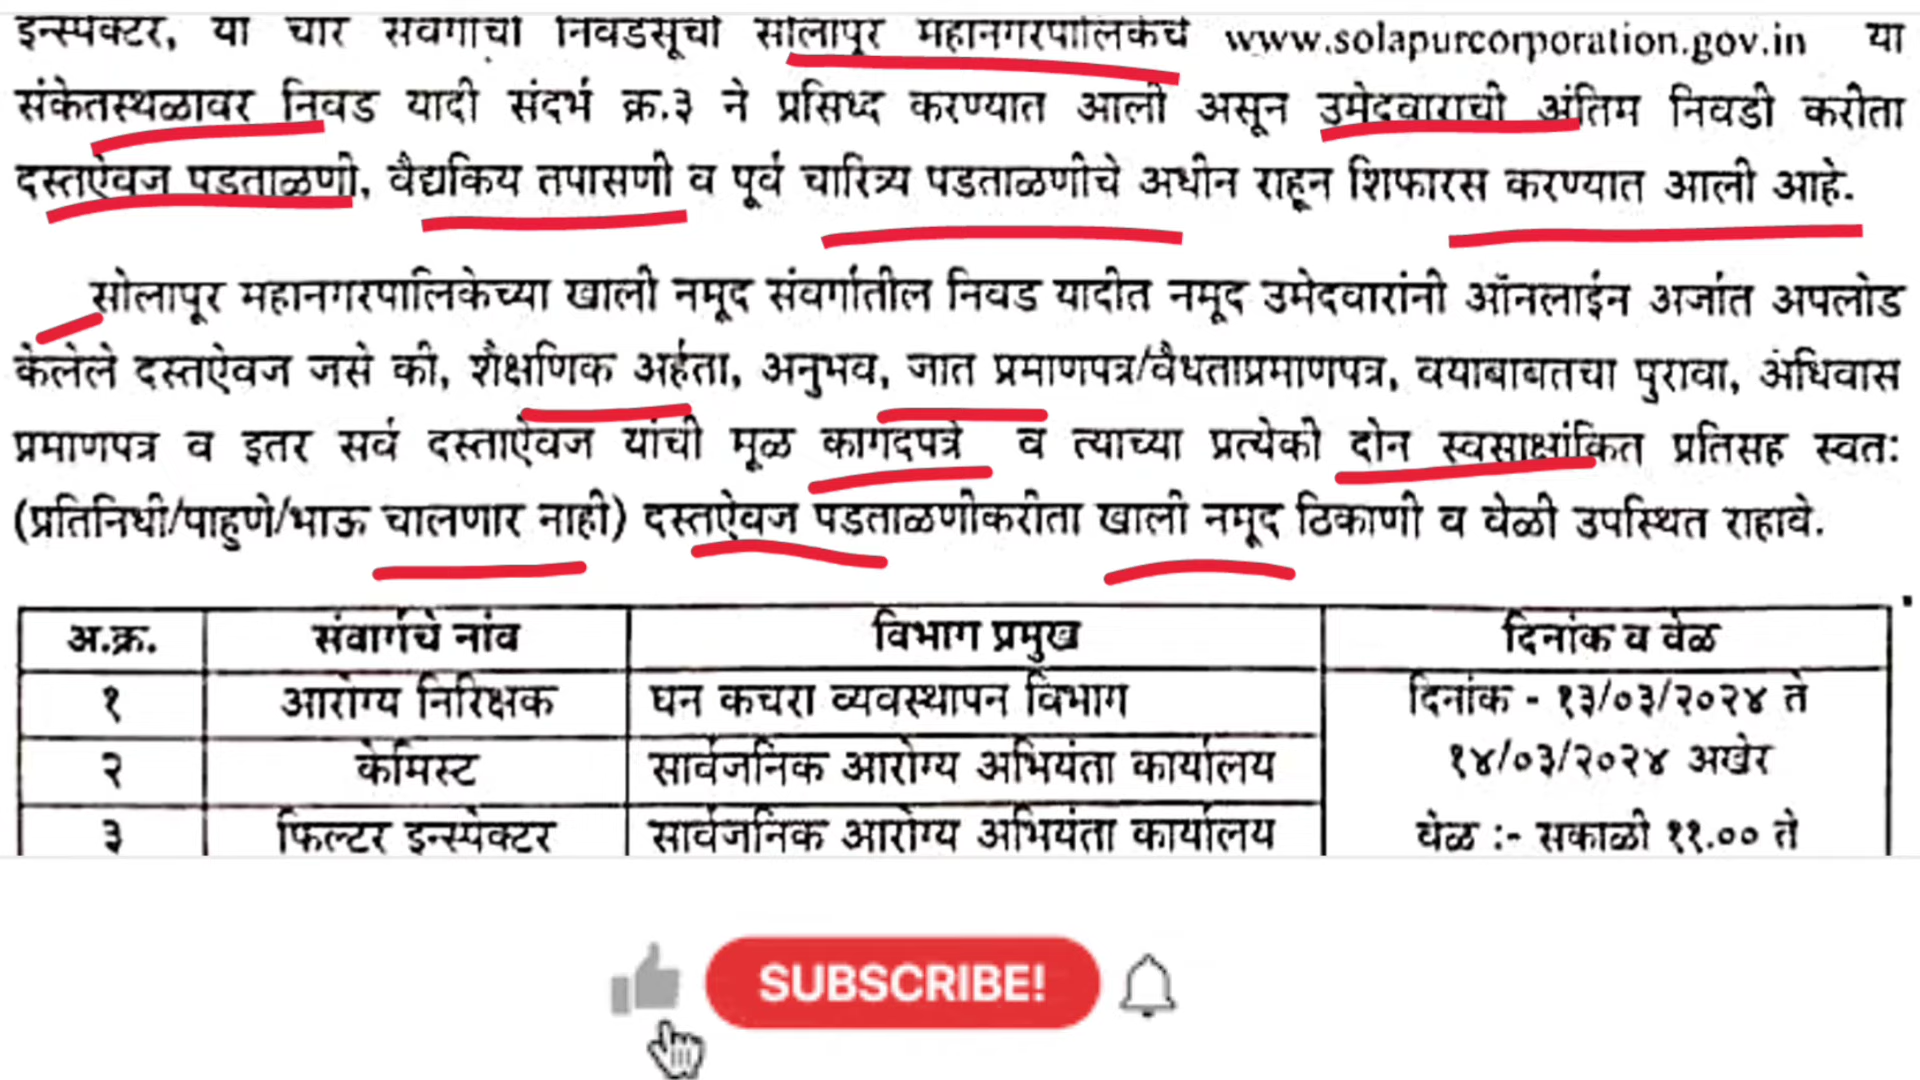 इन्स्पेक्टर, या चार संवर्गाची निवडसूची सोलापूर महानगरपालिकेचे www.solapurcorporation.gov.in या
संकेतस्थळावर निवड यादी संदर्भ क्र.३ ने प्रसिध्द करण्यात आली असून उमेदवाराची अंतिम निवडी करीता
दस्तऐवज पडताळणी, वैद्यकिय तपासणी व पूर्व चारित्र्य पडताळणीचे अधीन राहून शिफारस करण्यात आली आहे.
सोलापूर महानगरपालिकेच्या खाली नमूद संवर्गातील निवड यादीत नमूद उमेदवारांनी ऑनलाईन अर्जात अपलोड
केलेले दस्तऐवज जसे की, शैक्षणिक अर्हता, अनुभव, जात प्रमाणपत्र/वैधताप्रमाणपत्र, वयाबाबतचा पुरावा, अधिवास
प्रमाणपत्र व इतर सर्व दस्ताऐवज यांची मूळ कागदपत्रे व त्याच्या प्रत्येकी दोन स्वसाक्षांकित प्रतिसह स्वत:
(प्रतिनिधी/पाहुणे/भाऊ चालणार नाही) दस्तऐवज पडताळणीकरीता खाली नमूद ठिकाणी व वेळी उपस्थित राहावे.
अ.क्र. संवार्गचे नांव विभाग प्रमुख दिनांक व वेळ
१ आरोग्य निरिक्षक घन कचरा व्यवस्थापन विभाग दिनांक - १३/०३/२०२४ ते
२ केमिस्ट सार्वजनिक आरोग्य अभियंता कार्यालय १४/०३/२०२४ अखेर
३ फिल्टर इन्स्पेक्टर सार्वजनिक आरोग्य अभियंता कार्यालय वेळ :- सकाळी ११.०० ते
SUBSCRIBE!